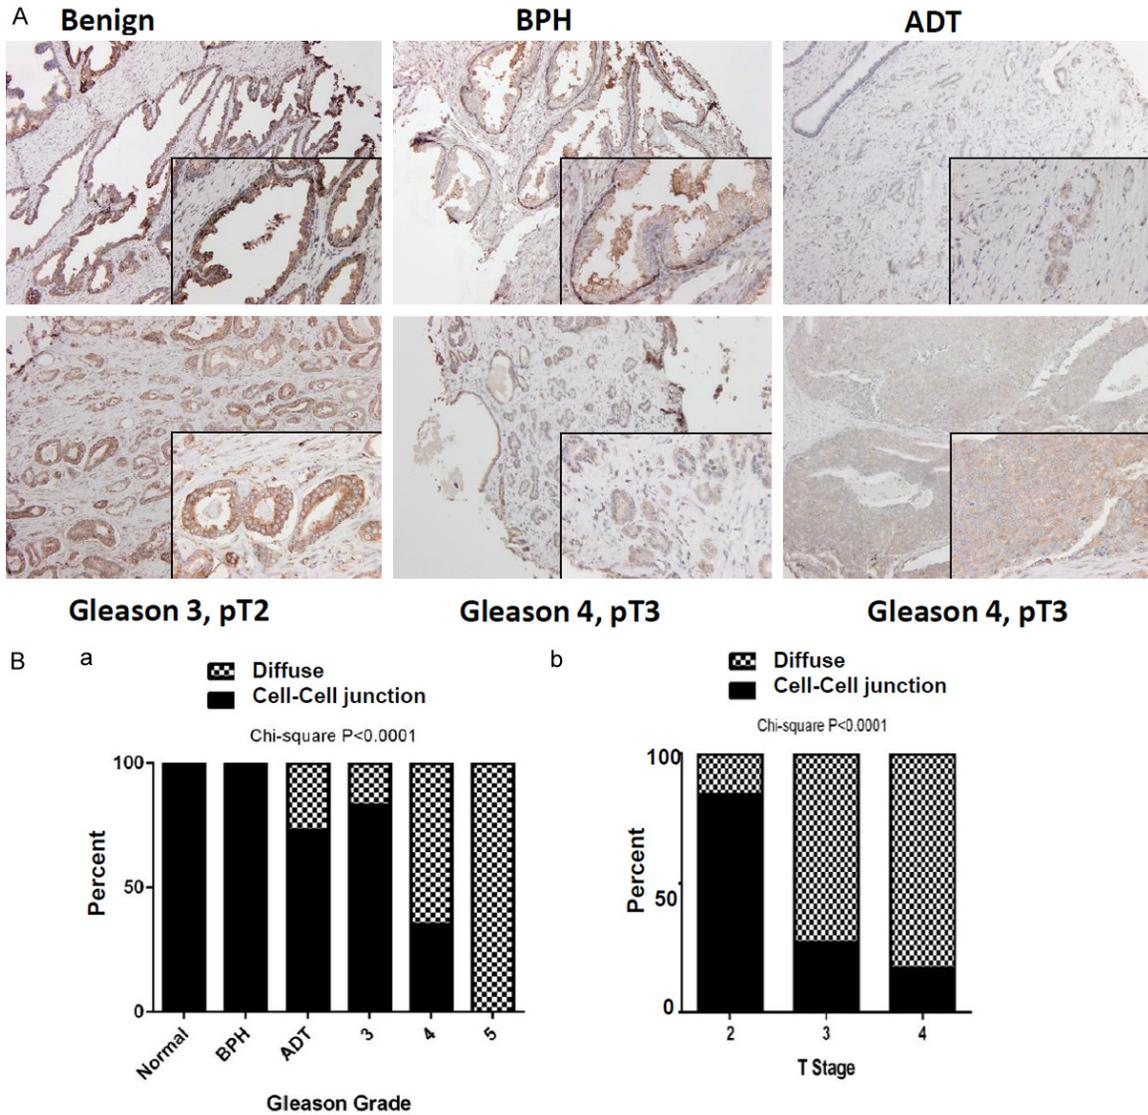 A
Benign
BPH
ADT
Gleason 3, pT2
Gleason 4, pT3
Gleason 4, pT3
B
a
Diffuse
Cell-Cell junction
Chi-square P<0.0001
100
50
0
Percent
Normal
BPH
ADT
3
4
5
Gleason Grade
b
Diffuse
Cell-Cell junction
Chi-square P<0.0001
100
50
0
Percent
2
3
4
T Stage